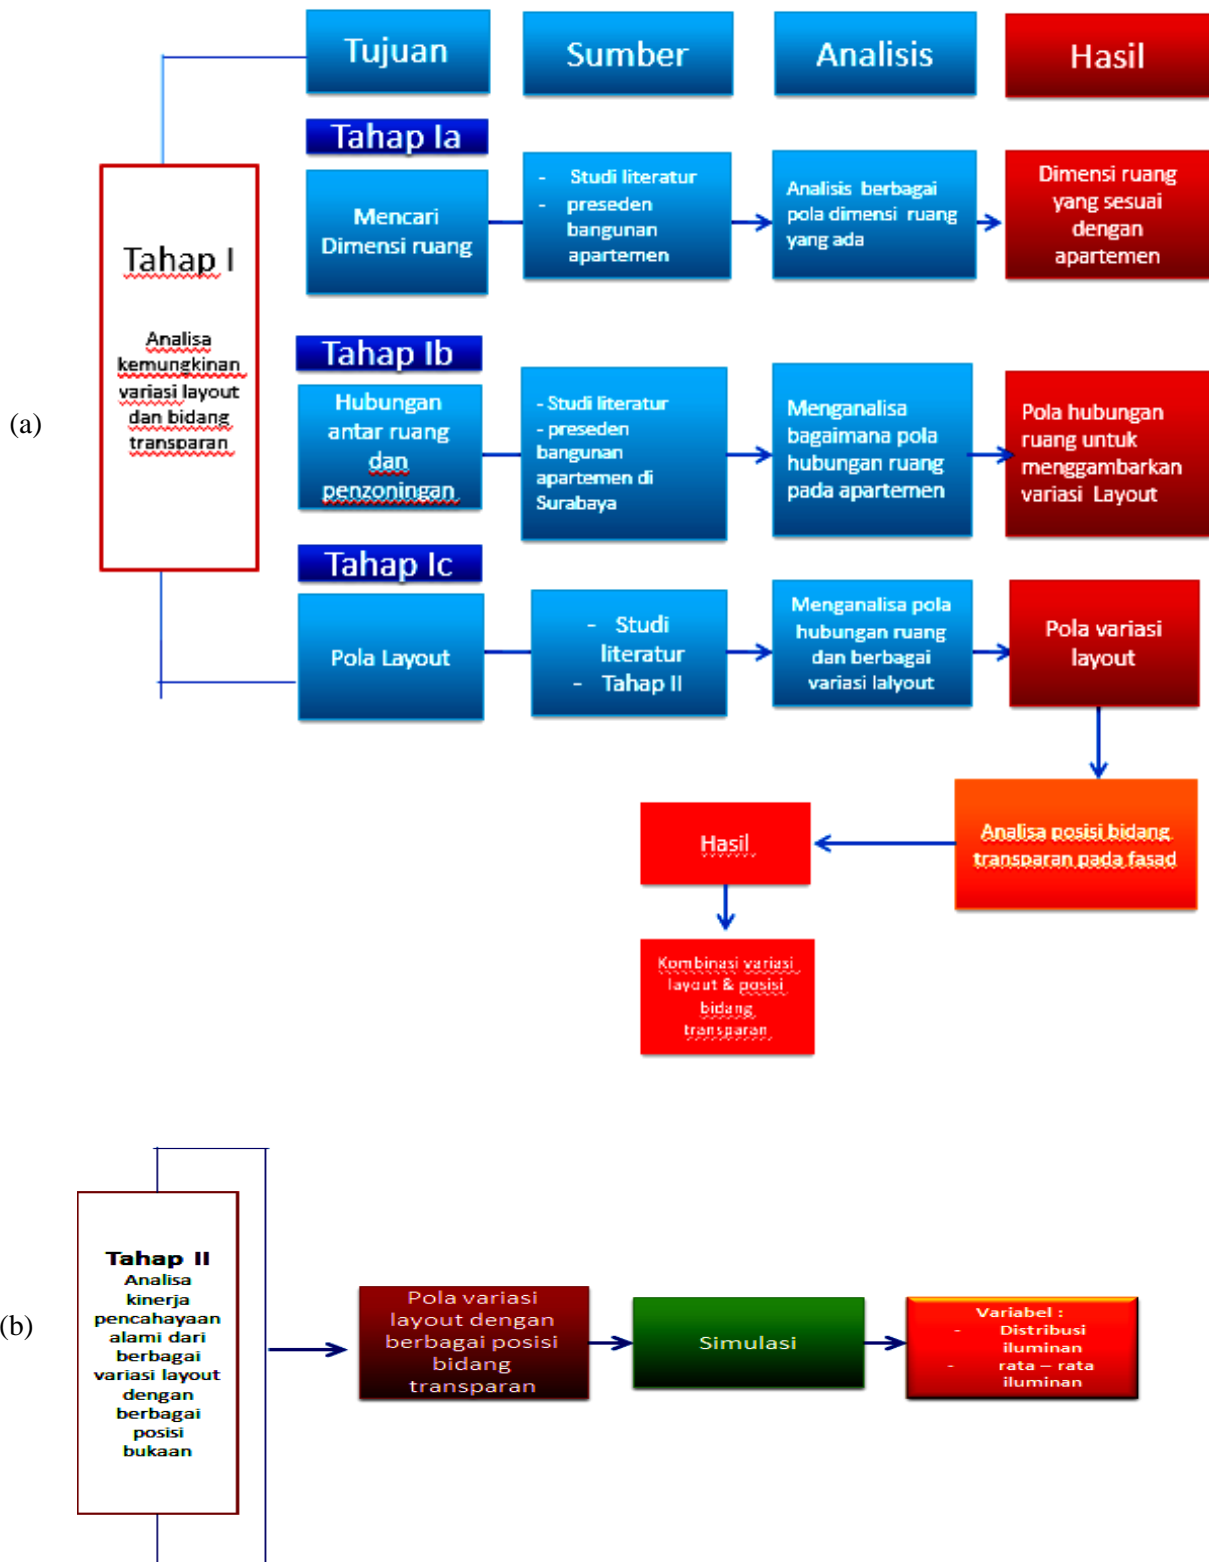 Tujuan
Sumber
Analisis
Hasil
Tahap I
Analisa
kemungkinan
variasi layout
dan bidang
transparan
(a)
Tahap Ia
Mencari
Dimensi ruang
- Studi literatur
- preseden
bangunan
apartemen
Analisis berbagai
pola dimensi ruang
yang ada
Dimensi ruang
yang sesuai
dengan
apartemen
Tahap Ib
Hubungan
antar ruang
dan
penzoningan
- Studi literatur
- preseden
bangunan
apartemen di
Surabaya
Menganalisa
bagaimana pola
hubungan ruang
pada apartemen
Pola hubungan
ruang untuk
menggambarkan
variasi Layout
Tahap Ic
Pola Layout
- Studi
literatur
- Tahap II
Menganalisa pola
hubungan ruang
dan berbagai
variasi lalyout
Pola variasi
layout
Analisa posisi bidang
transparan pada fasad
Hasil
Kombinasi variasi
layout & posisi
bidang
transparan
(b)
Tahap II
Analisa
kinerja
pencahayaan
alami dari
berbagai
variasi layout
dengan
berbagai
posisi
bukaan
Pola variasi
layout dengan
berbagai posisi
bidang
transparan
Simulasi
Variabel :
- Distribusi
iluminan
- rata – rata
iluminan